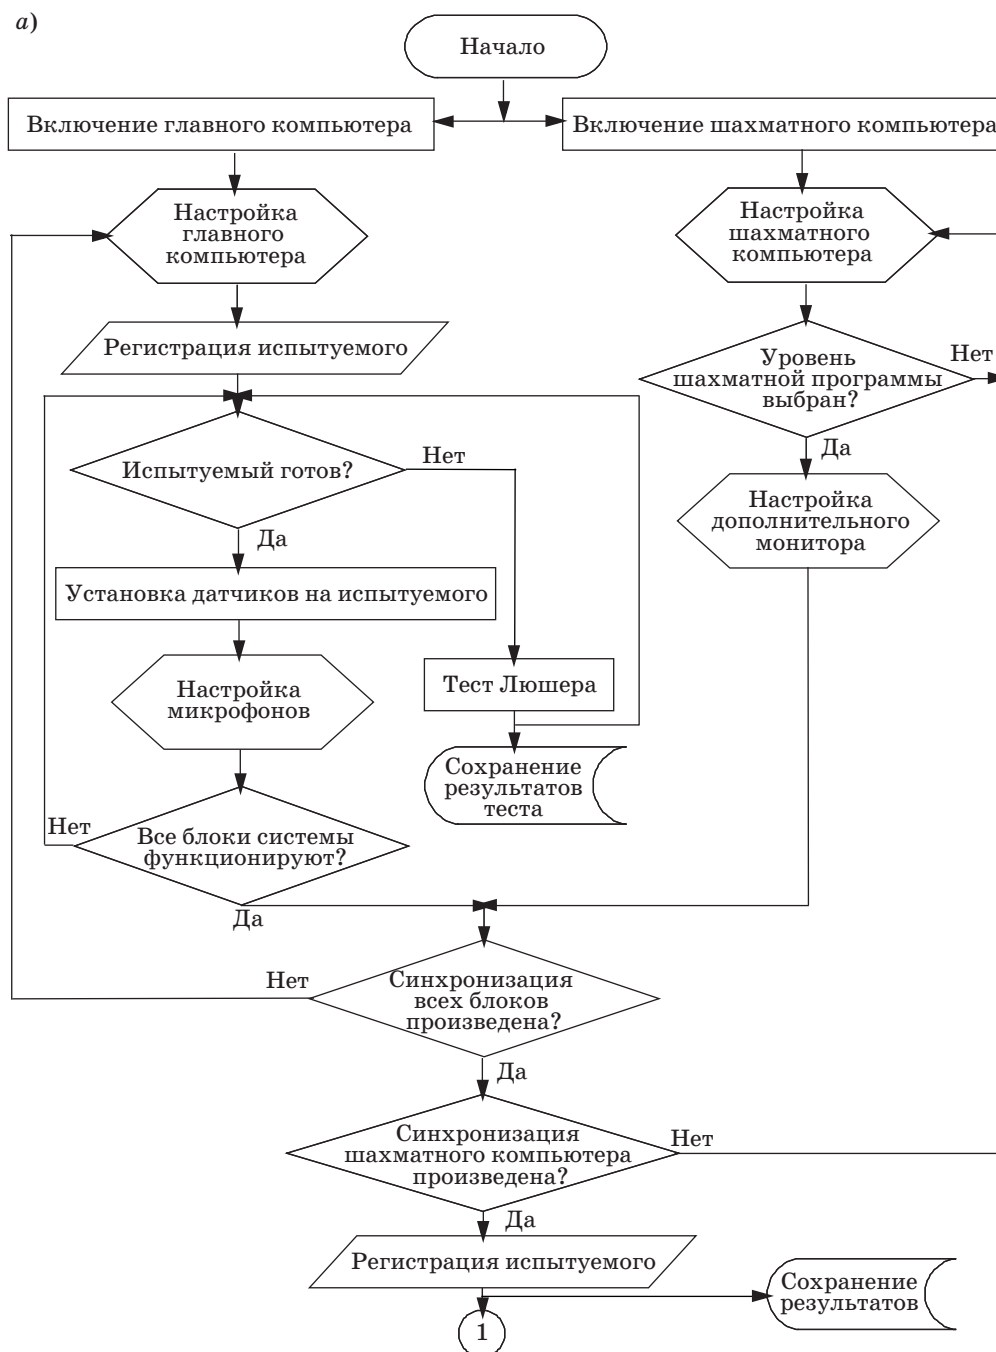 а)
Начало
Включение главного компьютера
Включение шахматного компьютера
Настройка
главного
компьютера
Настройка
шахматного
компьютера
Регистрация испытуемого
Уровень
шахматной программы
выбран?
Нет
Да
Испытуемый готов?
Нет
Да
Настройка
дополнительного
монитора
Установка датчиков на испытуемого
Настройка
микрофонов
Тест Люшера
Сохранение
результатов
теста
Все блоки системы
функционируют?
Нет
Да
Синхронизация
всех блоков
произведена?
Нет
Да
Синхронизация
шахматного компьютера
произведена?
Нет
Да
Регистрация испытуемого
Сохранение
результатов
1